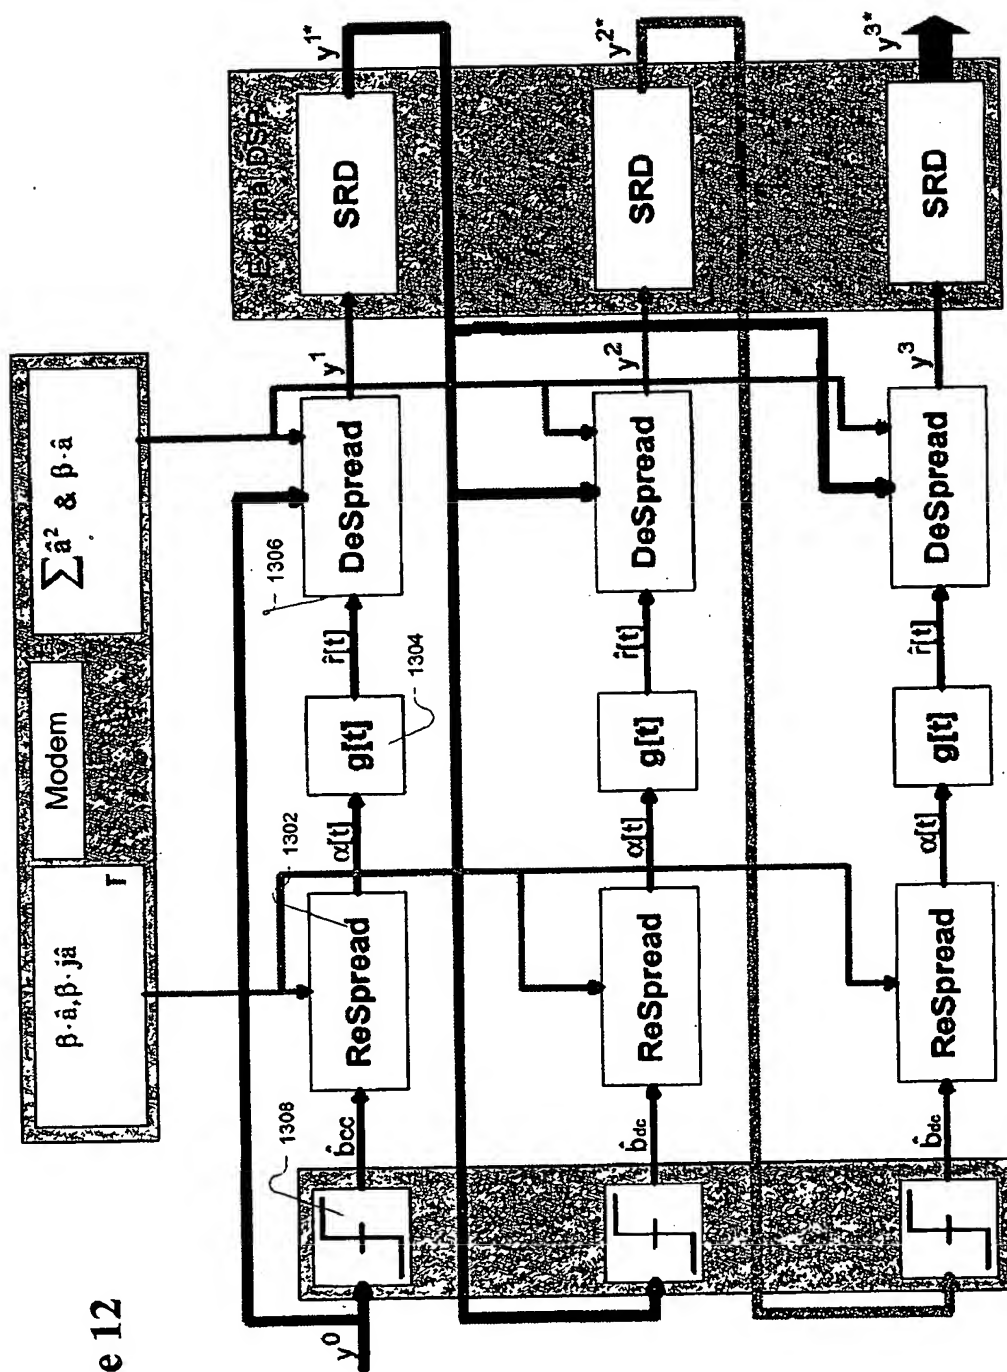 e 12
β·â, β·jâ
T
Modem
∑â² & β·â
y⁰
1308
b̂cc
ReSpread
1302
α[t]
g[t]
1304
r̂[t]
DeSpread
1306
y¹
External DSP
SRD
y¹*
b̂dc
ReSpread
α[t]
g[t]
r̂[t]
DeSpread
y²
SRD
y²*
b̂dc
ReSpread
α[t]
g[t]
r̂[t]
DeSpread
y³
SRD
y³*